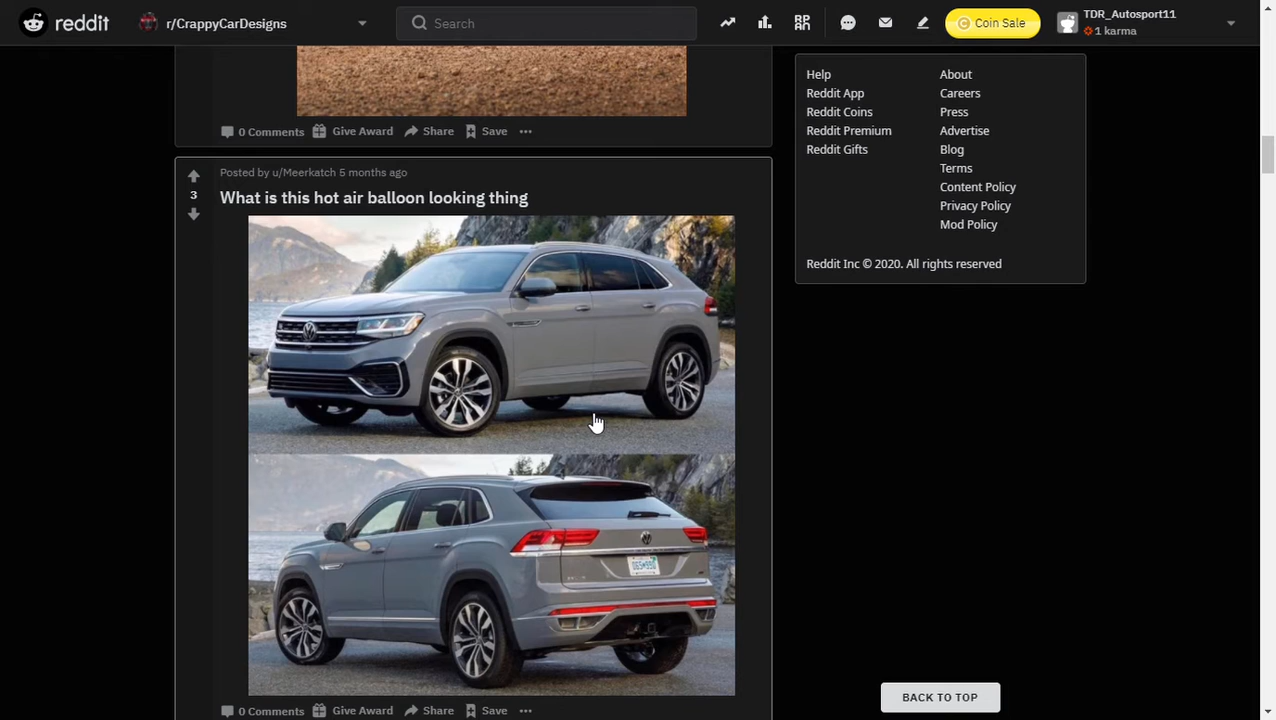 reddit r/CrappyCarDesigns Search Coin Sale TDR_Autosport11
1 karma
Help About
Reddit App Careers
Reddit Coins Press
Reddit Premium Advertise
Reddit Gifts Blog
Terms
Content Policy
Privacy Policy
Mod Policy
Reddit Inc © 2020. All rights reserved
0 Comments Give Award Share Save
Posted by u/Meerkatch 5 months ago
3
What is this hot air balloon looking thing
0 Comments Give Award Share Save
BACK TO TOP